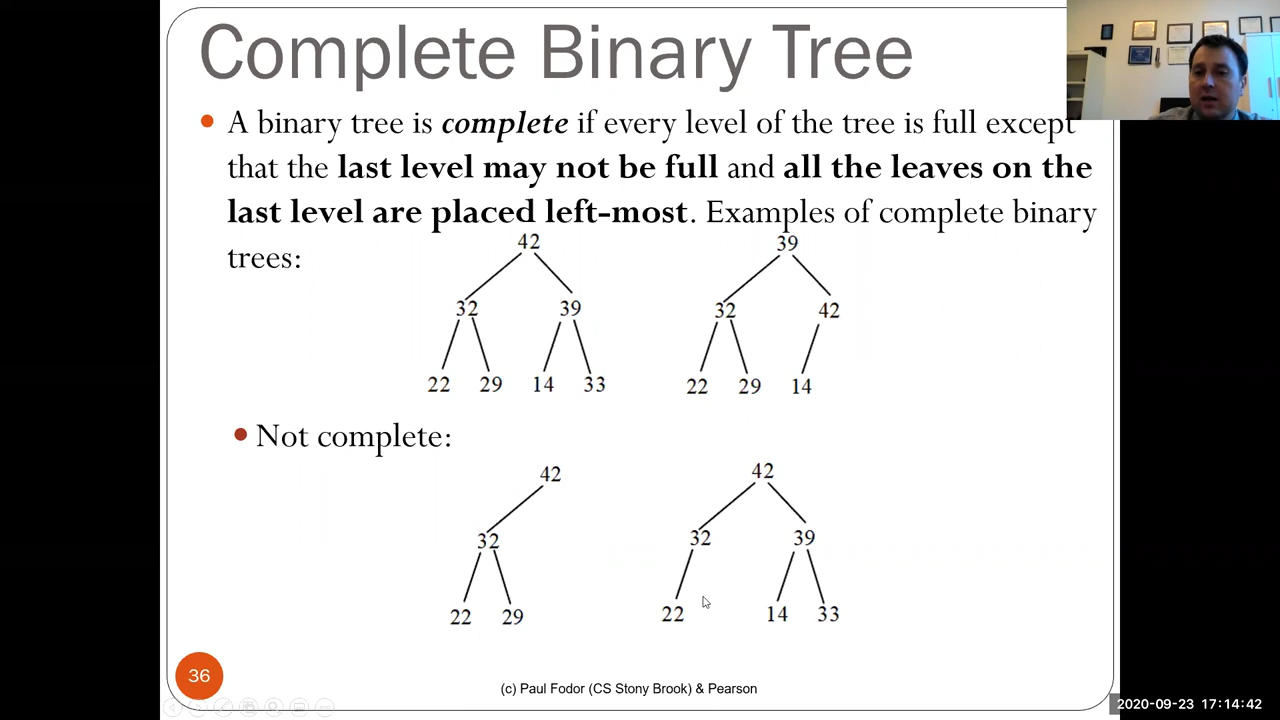 Complete Binary Tree
• A binary tree is complete if every level of the tree is full except
that the last level may not be full and all the leaves on the
last level are placed left-most. Examples of complete binary
trees:
42
32 39
22 29 14 33
39
32 42
22 29 14
• Not complete:
42
32
22 29
42
32 39
22 14 33
36
(c) Paul Fodor (CS Stony Brook) & Pearson
2020-09-23 17:14:42